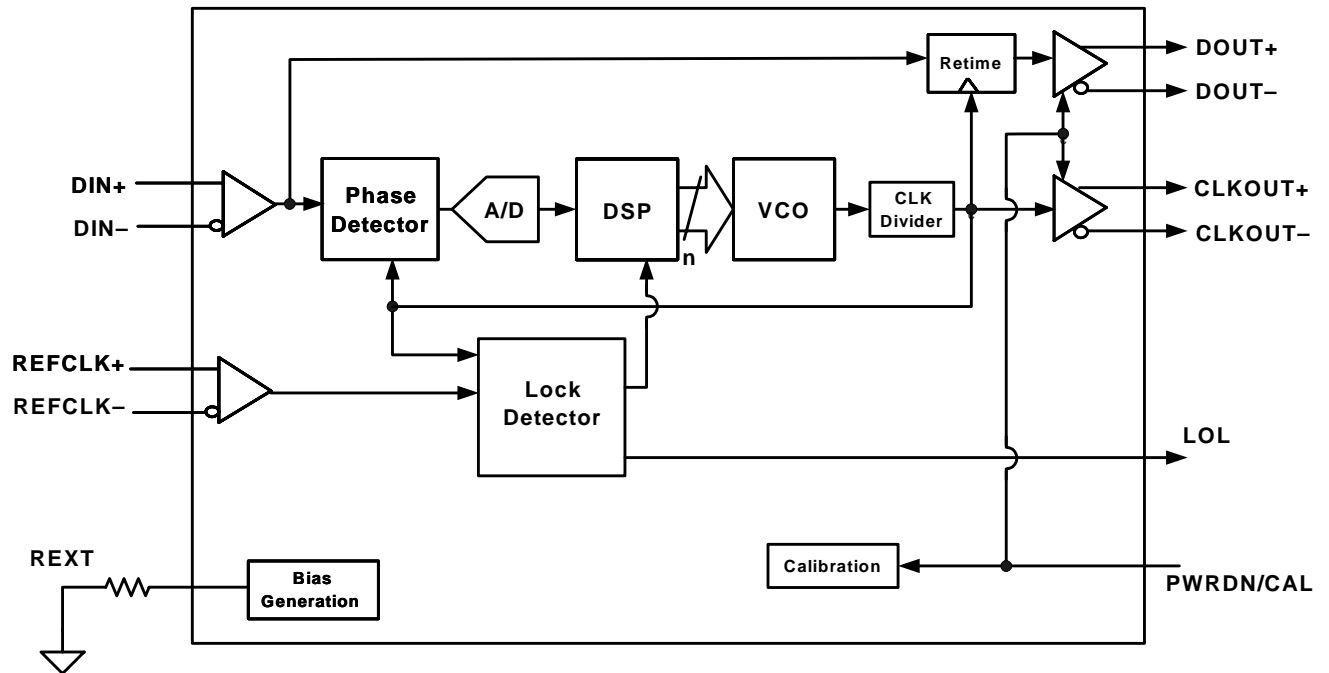 DOUT+
Retime
DOUT–
DIN+
Phase
Detector
A/D
DSP
VCO
CLK
Divider
CLKOUT+
DIN–
CLKOUT–
n
REFCLK+
Lock
Detector
REFCLK–
LOL
REXT
Bias
Generation
Calibration
PWRDN/CAL